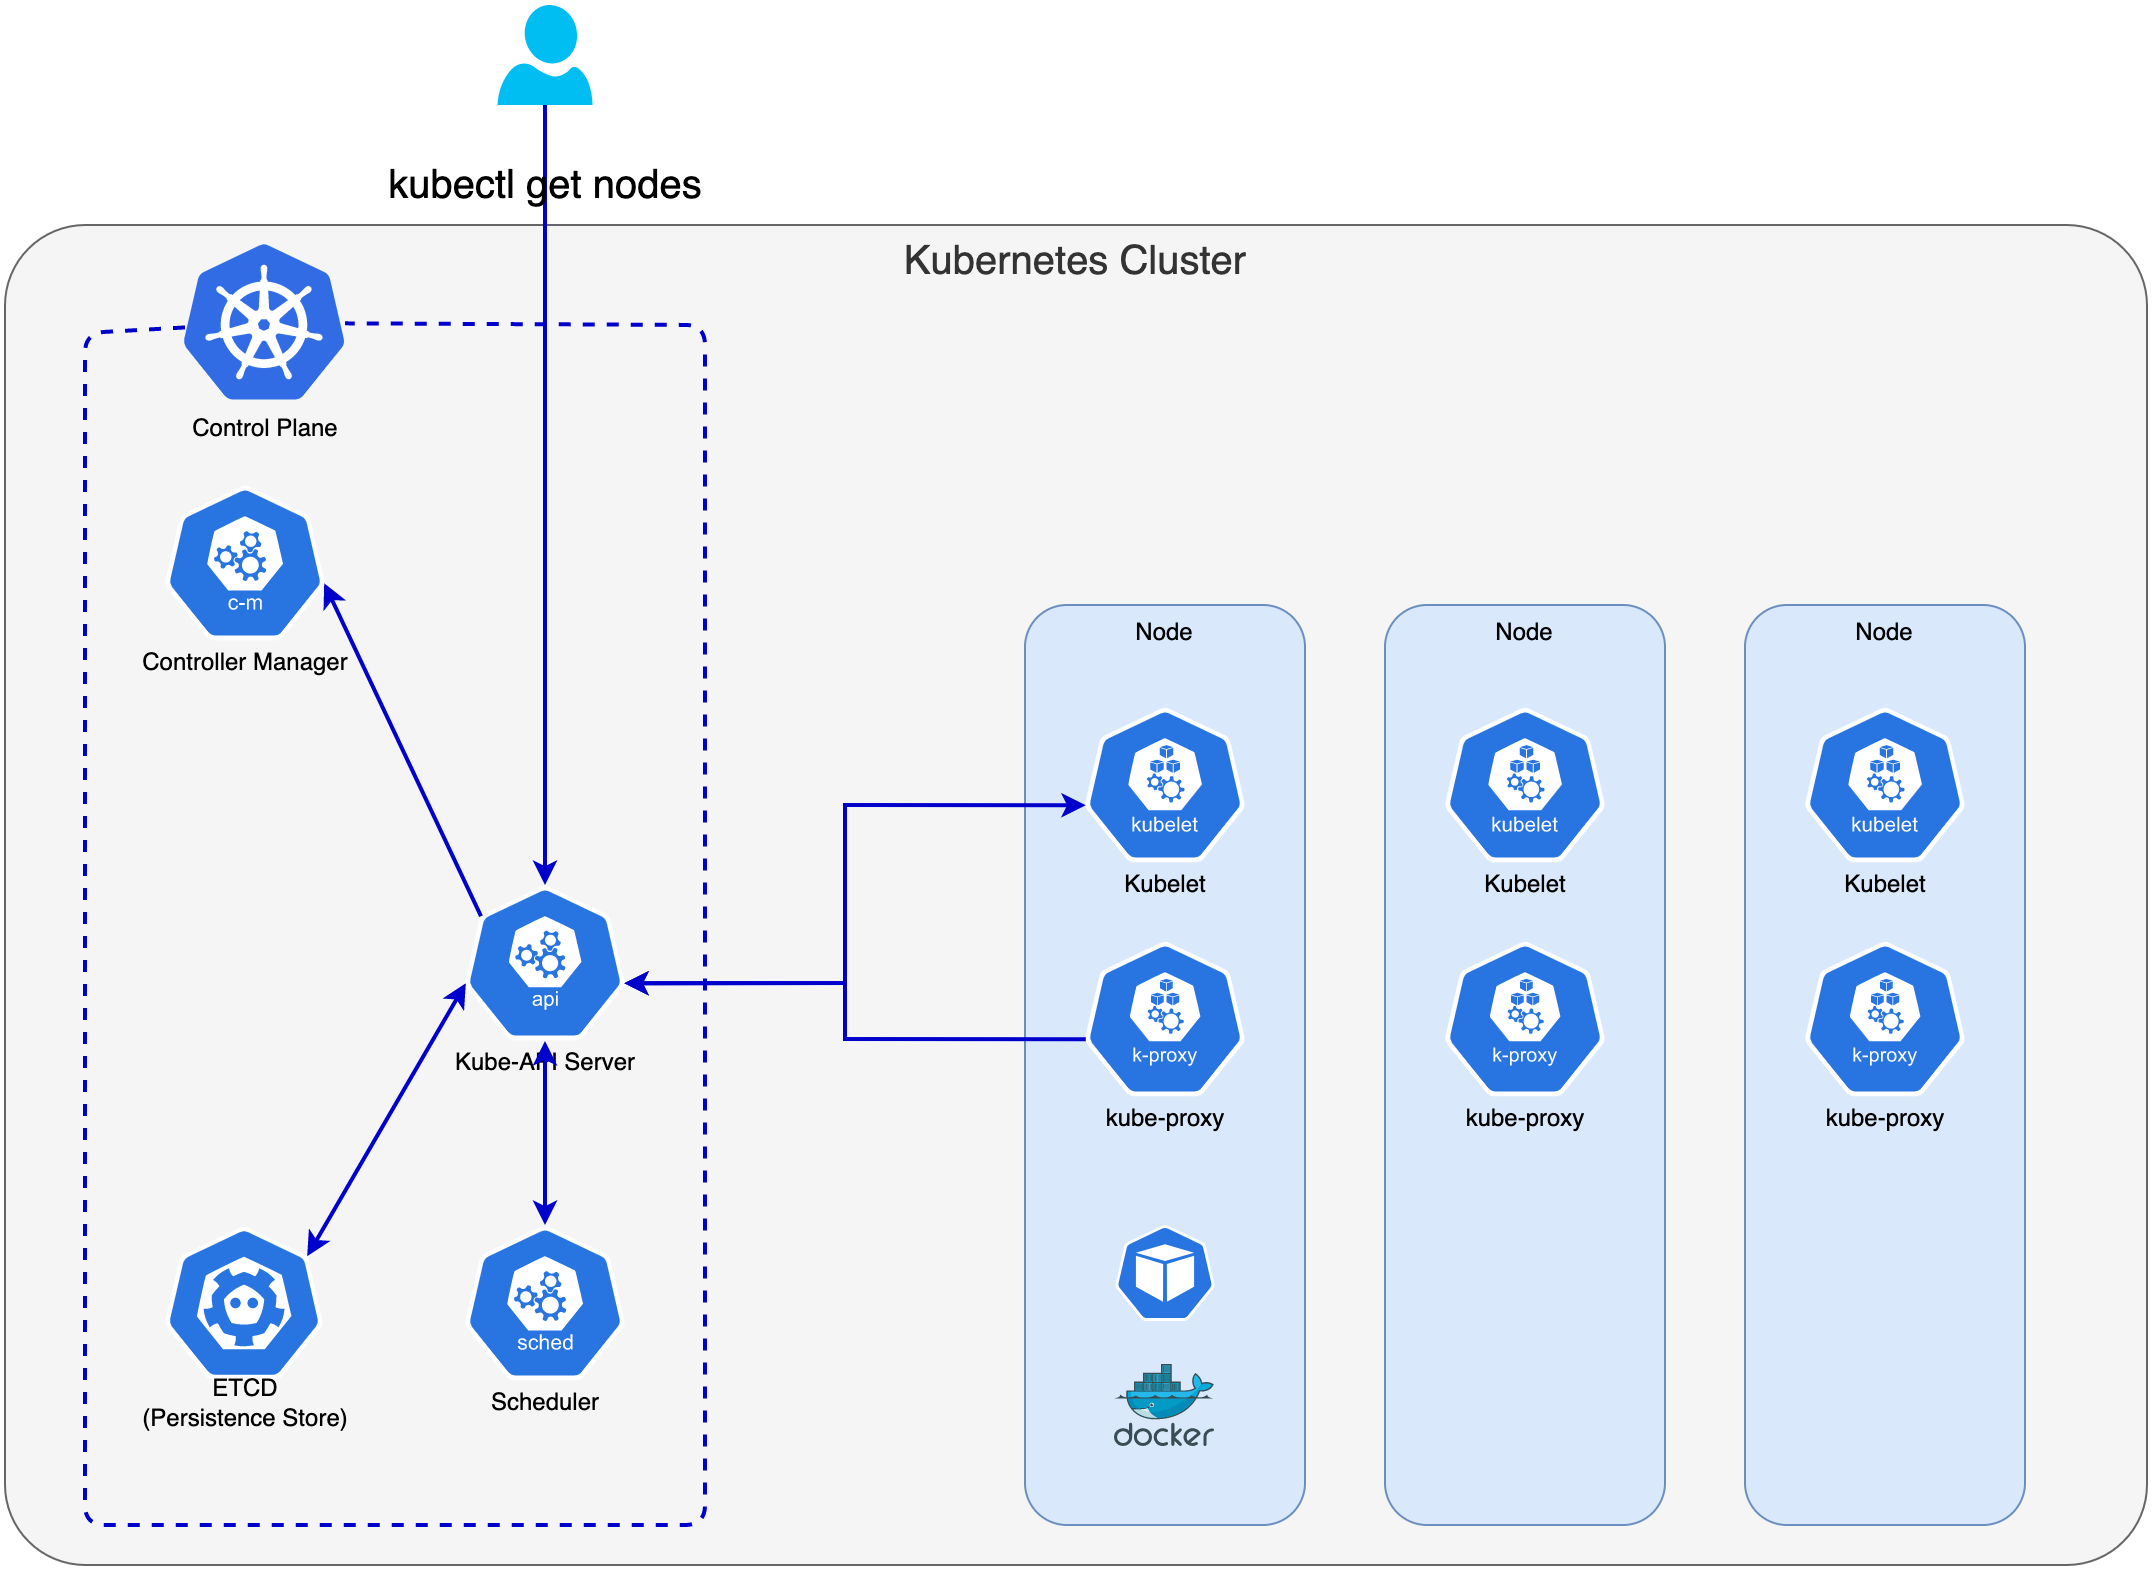 kubectl get nodes
Kubernetes Cluster
Control Plane
c-m
Controller Manager
api
Kube-API Server
ETCD
(Persistence Store)
sched
Scheduler
Node
kubelet
Kubelet
k-proxy
kube-proxy
docker
Node
kubelet
Kubelet
k-proxy
kube-proxy
Node
kubelet
Kubelet
k-proxy
kube-proxy